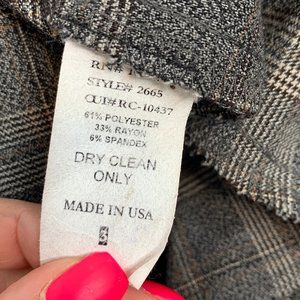 RN#
STYLE# 2665
CUT# RC-10437
61% POLYESTER
33% RAYON
6% SPANDEX
DRY CLEAN
ONLY
MADE IN USA